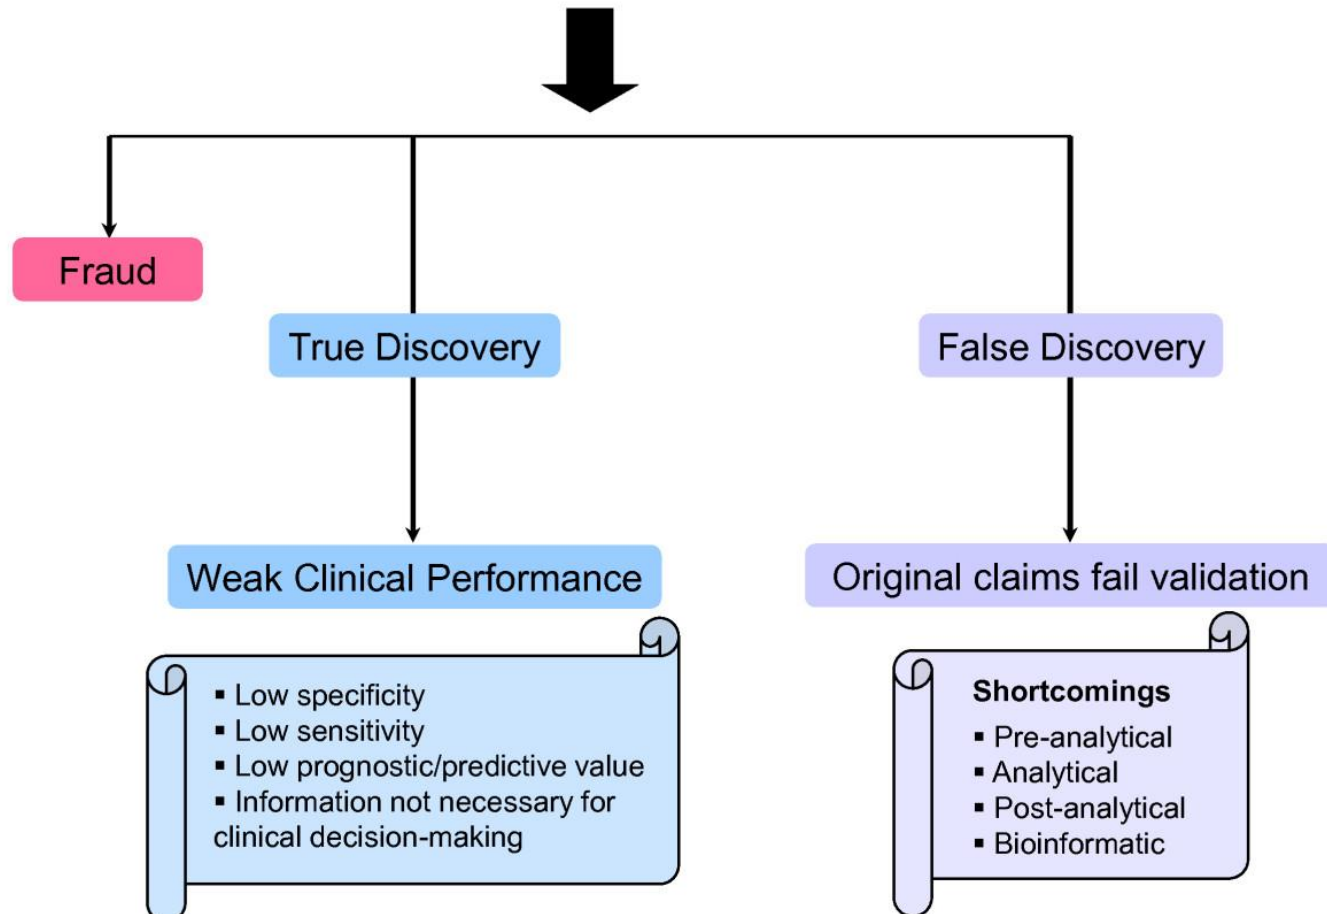 Fraud
True Discovery
False Discovery
Weak Clinical Performance
Original claims fail validation
▪ Low specificity
▪ Low sensitivity
▪ Low prognostic/predictive value
▪ Information not necessary for
clinical decision-making
Shortcomings
▪ Pre-analytical
▪ Analytical
▪ Post-analytical
▪ Bioinformatic